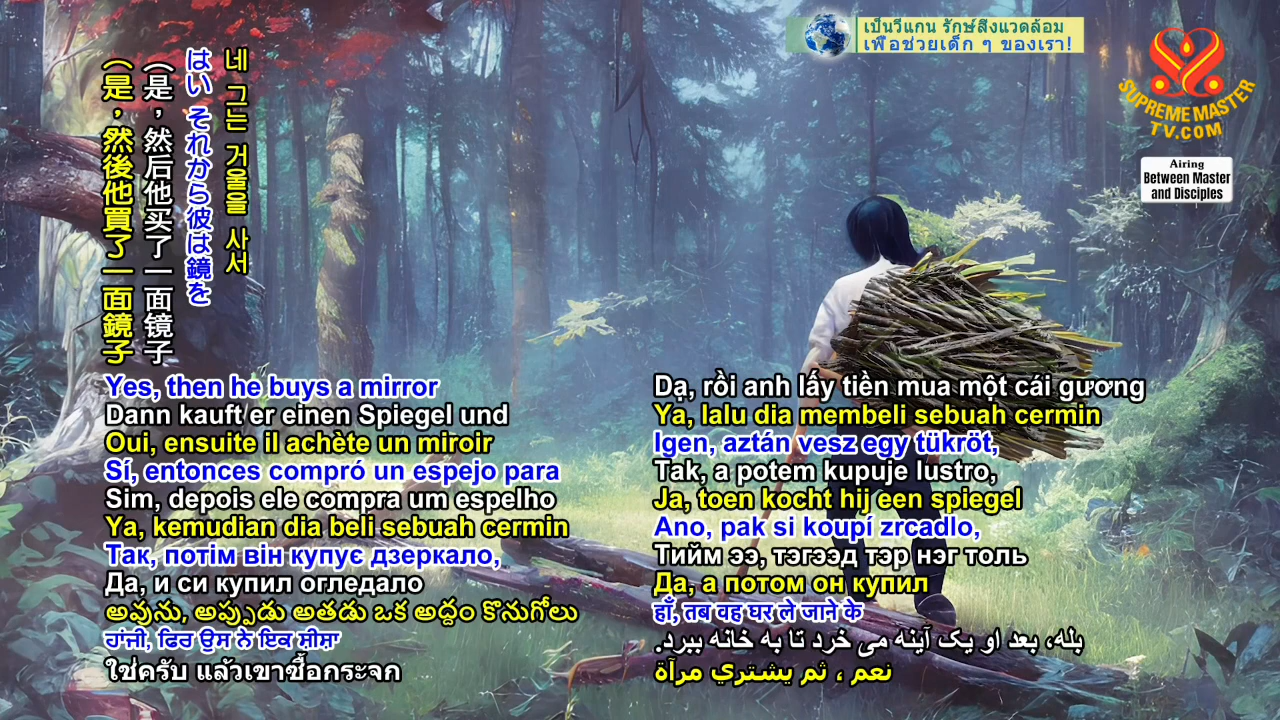 เป็นวีแกน รักษ์สิ่งแวดล้อม
เพื่อช่วยเด็ก ๆ ของเรา!
SUPREME MASTER
TV.COM
Airing
Between Master
and Disciples
네 그는 거울을 사서
はい それから彼は鏡を
（是，然后他买了一面镜子
（是，然後他買了一面鏡子
Yes, then he buys a mirror
Dann kauft er einen Spiegel und
Oui, ensuite il achète un miroir
Sí, entonces compró un espejo para
Sim, depois ele compra um espelho
Ya, kemudian dia beli sebuah cermin
Так, потім він купує дзеркало,
Да, и си купил огледало
అవును, అప్పుడు అతడు ఒక అద్దం కొనుగోలు
ਹਾਂਜੀ, ਫਿਰ ਉਸ ਨੇ ਇਕ ਸ਼ੀਸ਼ਾ
ใช่ครับ แล้วเขาซื้อกระจก
Dạ, rồi anh lấy tiền mua một cái gương
Ya, lalu dia membeli sebuah cermin
Igen, aztán vesz egy tükröt,
Tak, a potem kupuje lustro,
Ja, toen kocht hij een spiegel
Ano, pak si koupí zrcadlo,
Тийм ээ, тэгээд тэр нэг толь
Да, а потом он купил
हाँ, तब वह घर ले जाने के
بله، بعد او یک آینه می خرد تا به خانه ببرد.
نعم ، ثم يشتري مرآة